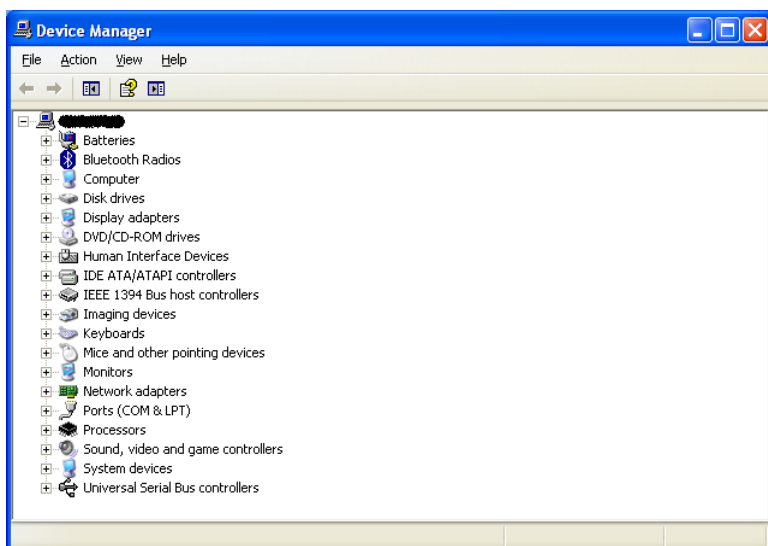 Device Manager
File Action View Help
Batteries
Bluetooth Radios
Computer
Disk drives
Display adapters
DVD/CD-ROM drives
Human Interface Devices
IDE ATA/ATAPI controllers
IEEE 1394 Bus host controllers
Imaging devices
Keyboards
Mice and other pointing devices
Monitors
Network adapters
Ports (COM & LPT)
Processors
Sound, video and game controllers
System devices
Universal Serial Bus controllers